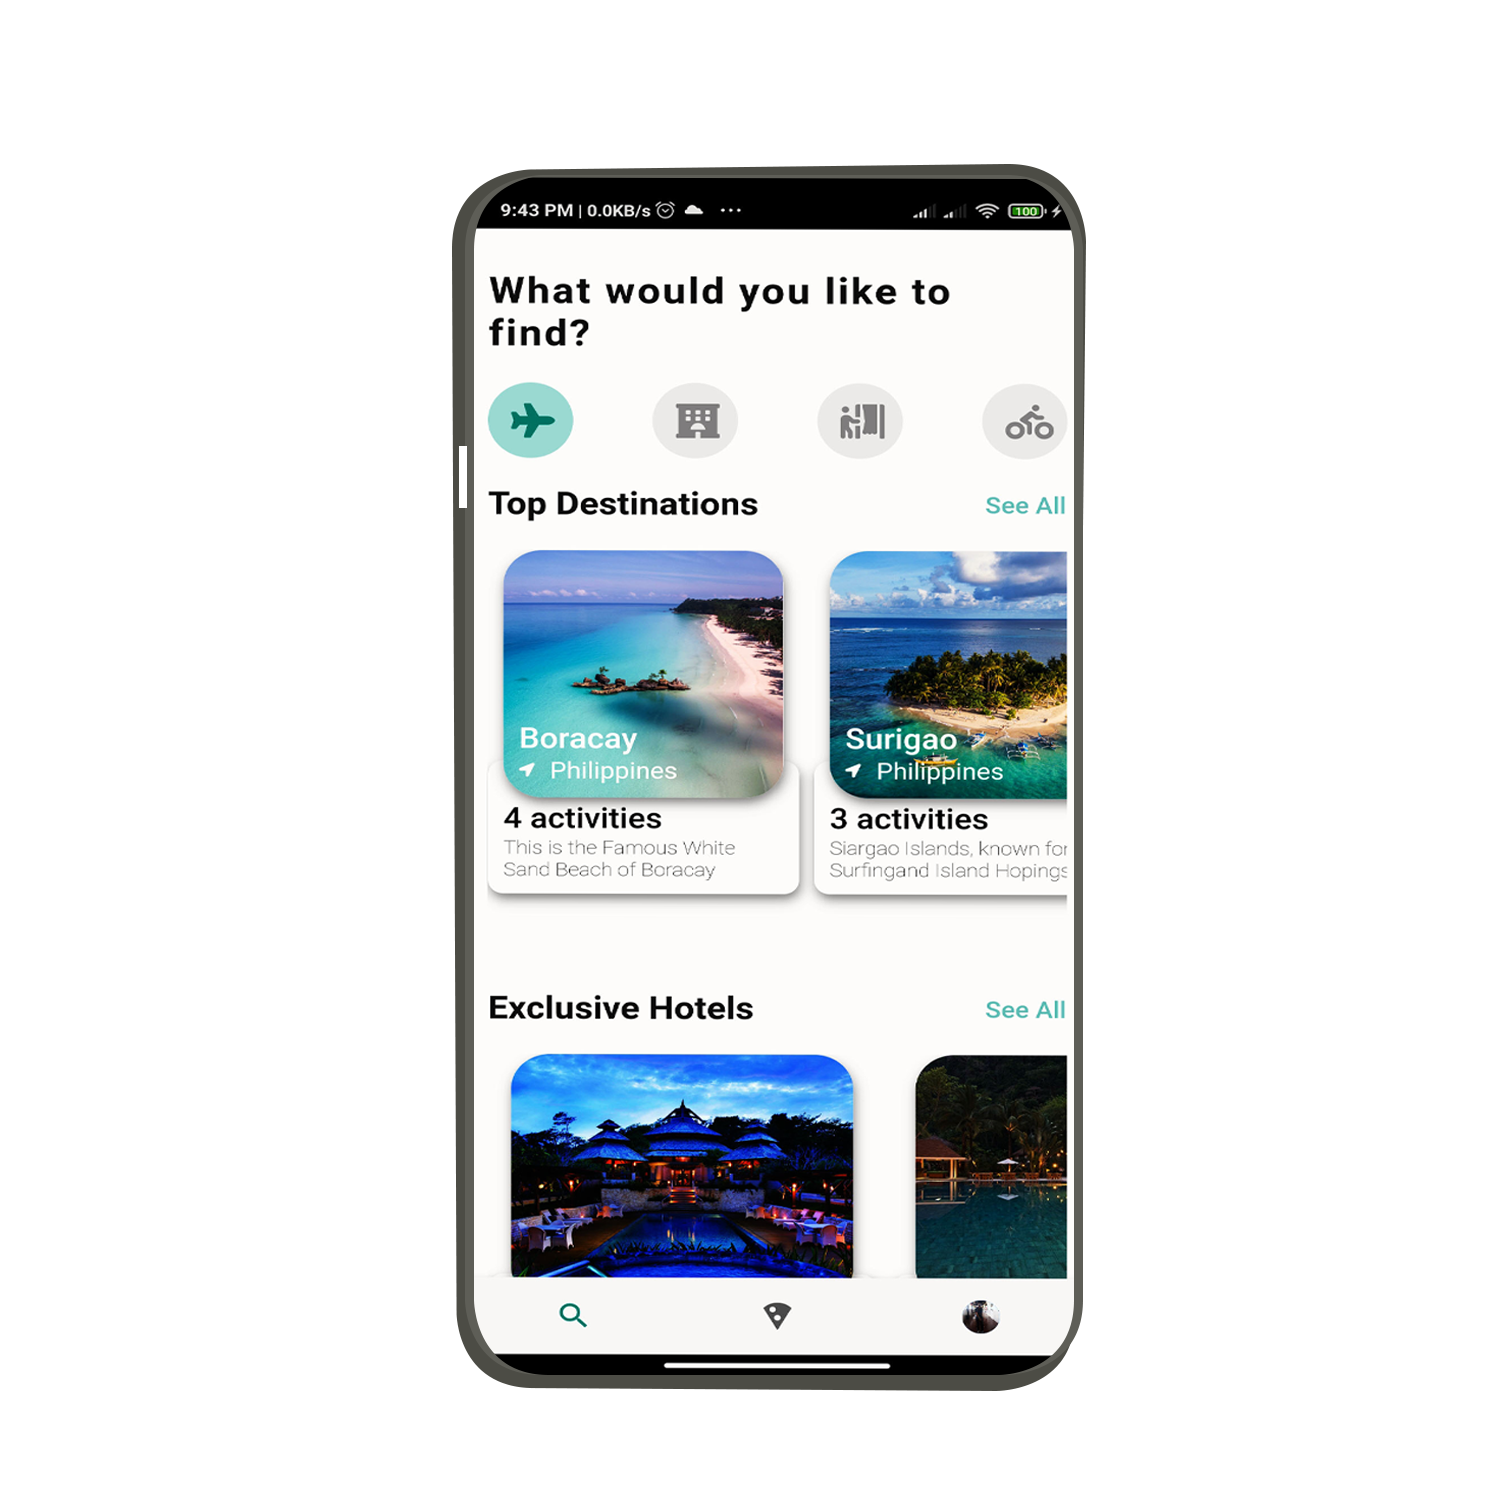 9:43 PM | 0.0KB/s
100
What would you like to
find?
Top Destinations
See All
Boracay
Philippines
4 activities
This is the Famous White
Sand Beach of Boracay
Surigao
Philippines
3 activities
Siargao Islands, known for
Surfingand Island Hopings
Exclusive Hotels
See All